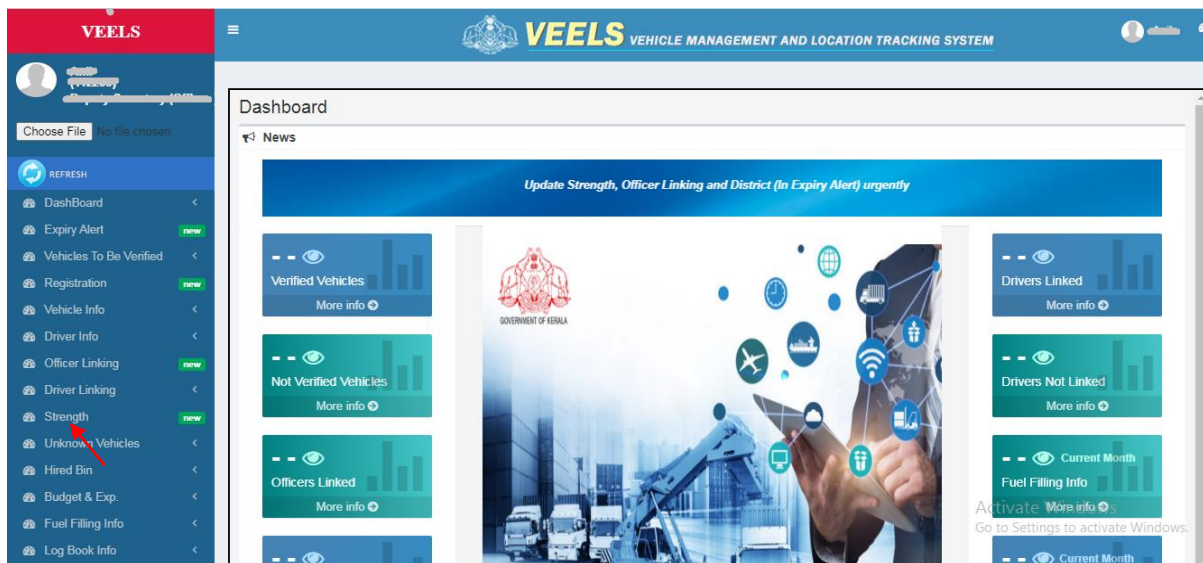 VEELS
VEELS VEHICLE MANAGEMENT AND LOCATION TRACKING SYSTEM
Choose File No file chosen
REFRESH
DashBoard
Expiry Alert new
Vehicles To Be Verified
Registration new
Vehicle Info
Driver Info
Officer Linking new
Driver Linking
Strength new
Unknown Vehicles
Hired Bin
Budget & Exp.
Fuel Filling Info
Log Book Info
Dashboard
News
Update Strength, Officer Linking and District (In Expiry Alert) urgently
- -
Verified Vehicles
More info
- -
Not Verified Vehicles
More info
- -
Officers Linked
More info
- -
GOVERNMENT OF KERALA
- -
Drivers Linked
More info
- -
Drivers Not Linked
More info
- - Current Month
Fuel Filling Info
More info
- - Current Month
Activate Windows
Go to Settings to activate Windows.